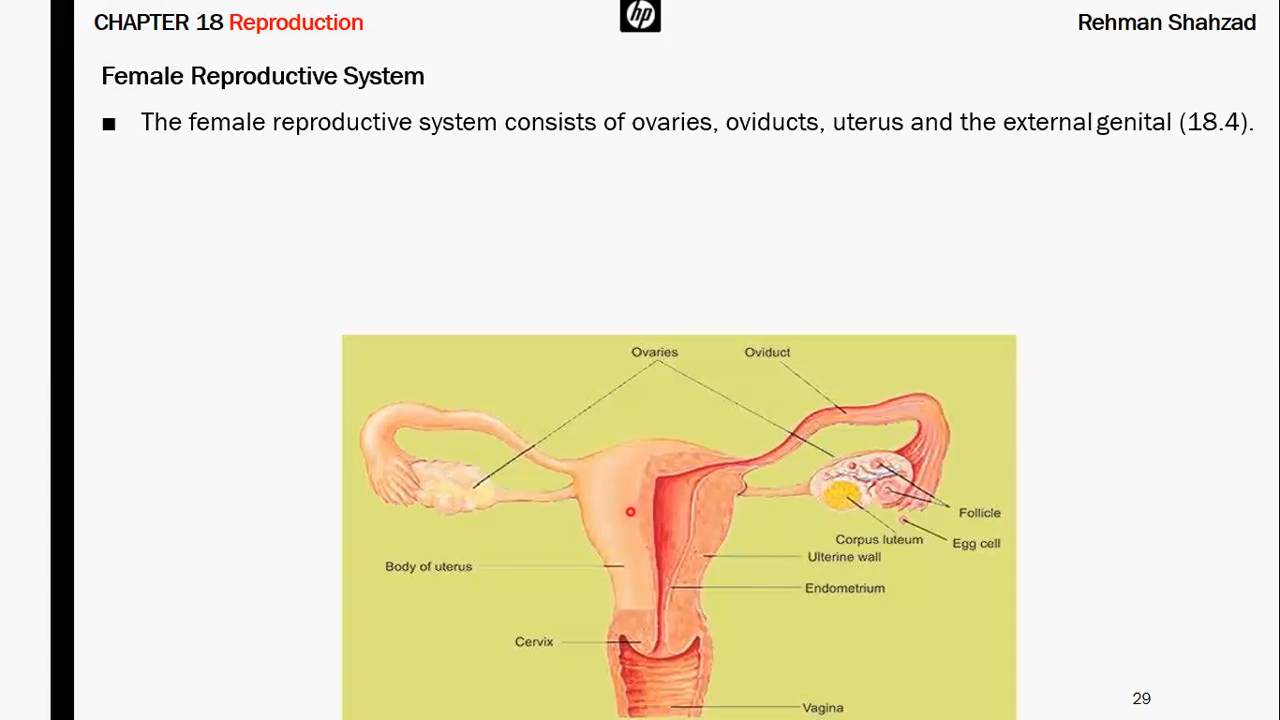 CHAPTER 18 Reproduction
hp
Rehman Shahzad
Female Reproductive System
■ The female reproductive system consists of ovaries, oviducts, uterus and the external genital (18.4).
Ovaries
Oviduct
Follicle
Corpus luteum
Egg cell
Uterine wall
Body of uterus
Endometrium
Cervix
Vagina
29